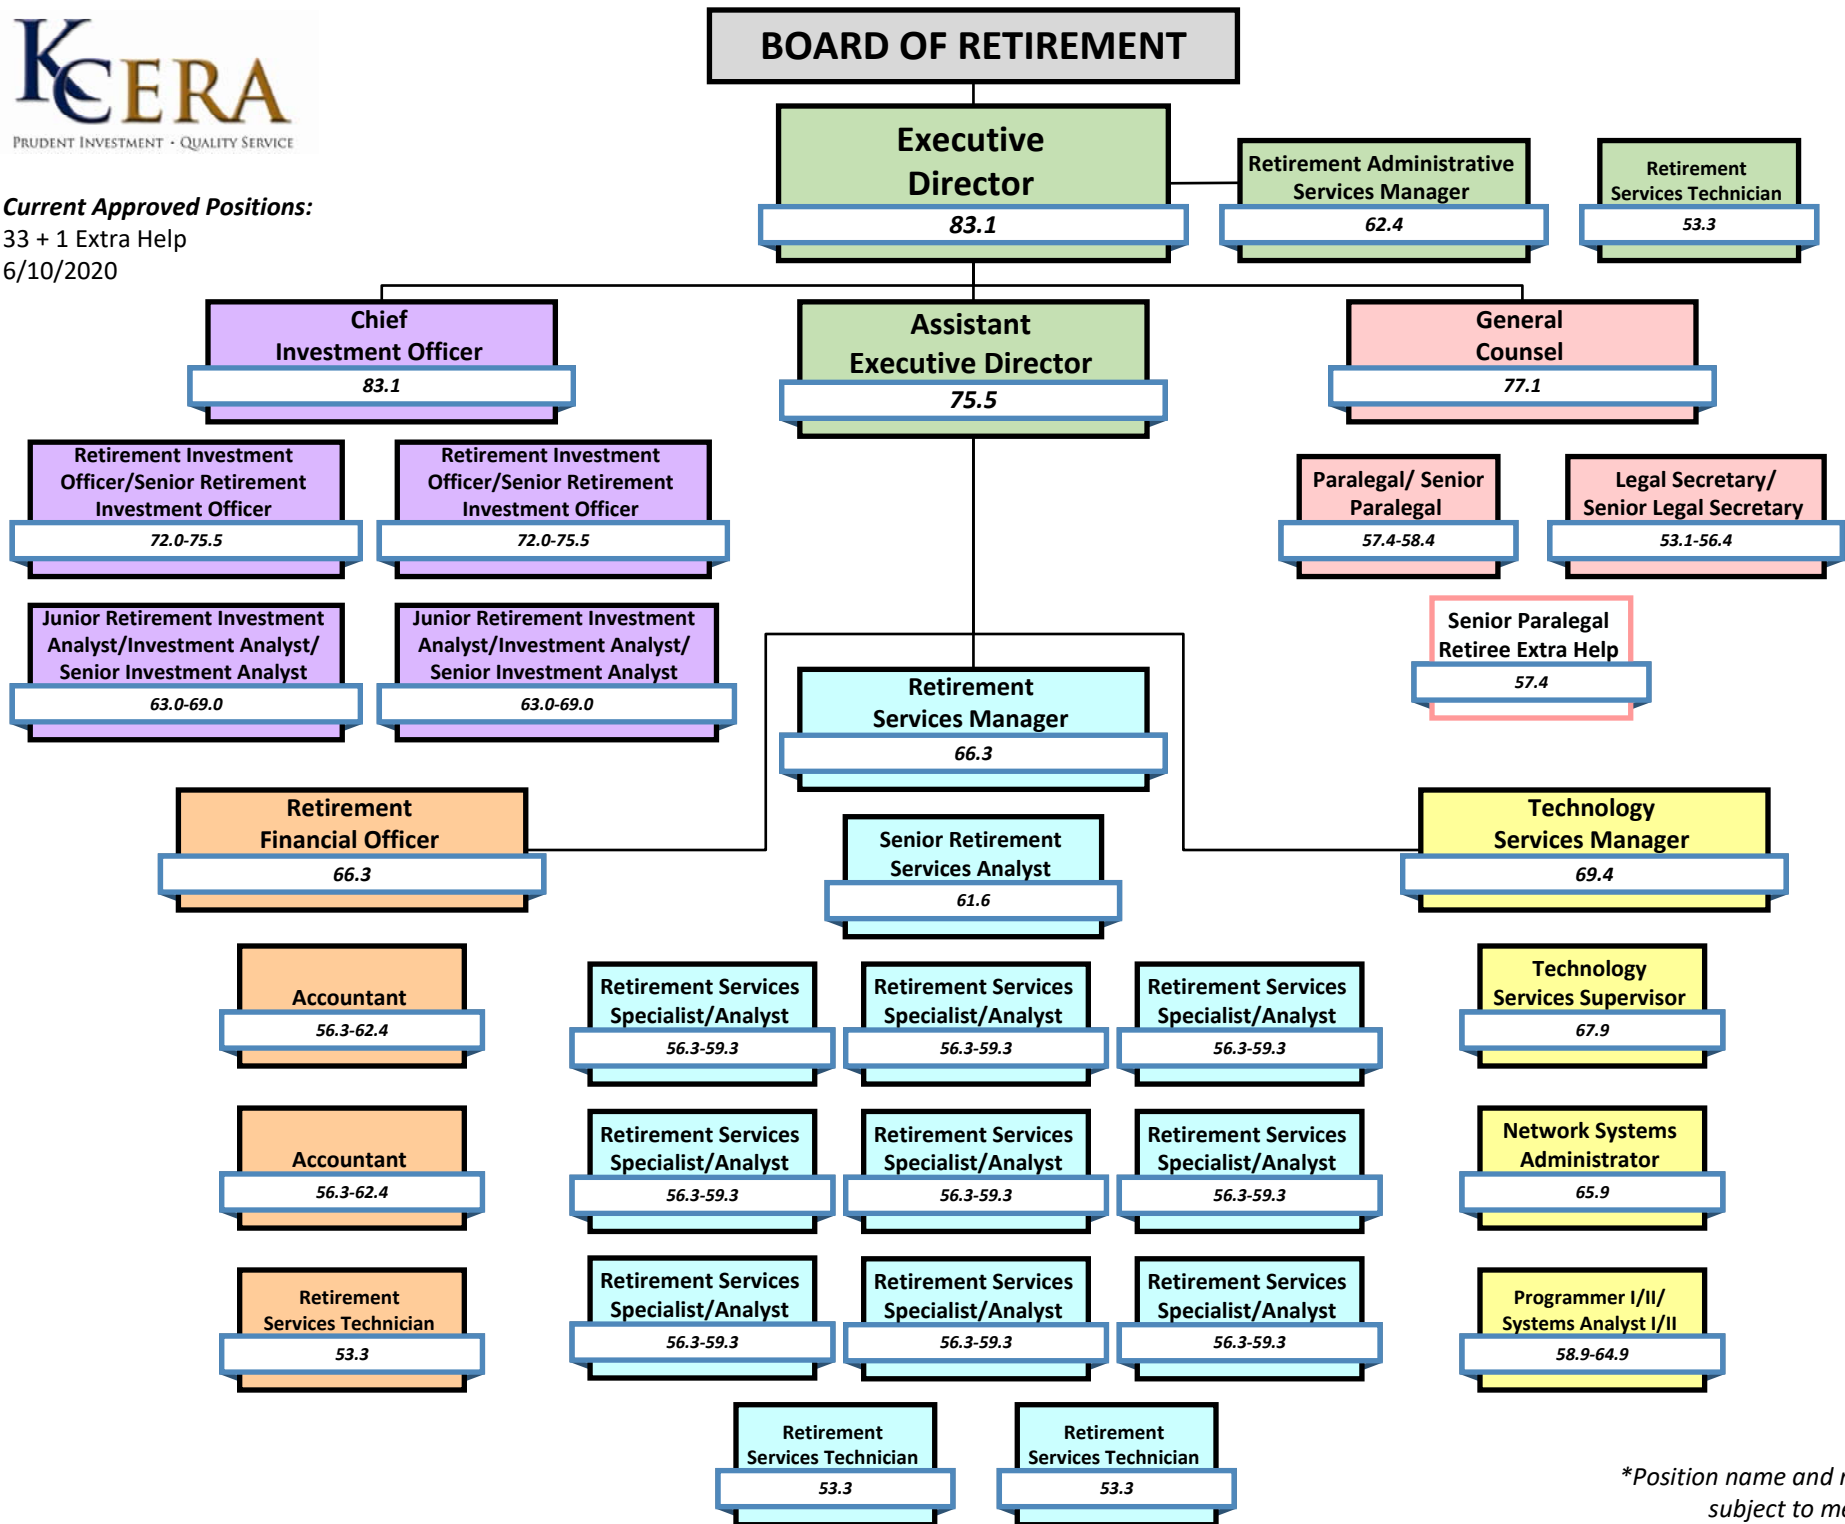 KCERA
PRUDENT INVESTMENT · QUALITY SERVICE
Current Approved Positions:
33 + 1 Extra Help
6/10/2020
BOARD OF RETIREMENT
Executive
Director
83.1
Retirement Administrative
Services Manager
62.4
Retirement
Services Technician
53.3
Chief
Investment Officer
83.1
Assistant
Executive Director
75.5
General
Counsel
77.1
Retirement Investment
Officer/Senior Retirement
Investment Officer
72.0-75.5
Retirement Investment
Officer/Senior Retirement
Investment Officer
72.0-75.5
Paralegal/ Senior
Paralegal
57.4-58.4
Legal Secretary/
Senior Legal Secretary
53.1-56.4
Junior Retirement Investment
Analyst/Investment Analyst/
Senior Investment Analyst
63.0-69.0
Junior Retirement Investment
Analyst/Investment Analyst/
Senior Investment Analyst
63.0-69.0
Senior Paralegal
Retiree Extra Help
57.4
Retirement
Services Manager
66.3
Retirement
Financial Officer
66.3
Senior Retirement
Services Analyst
61.6
Technology
Services Manager
69.4
Accountant
56.3-62.4
Retirement Services
Specialist/Analyst
56.3-59.3
Retirement Services
Specialist/Analyst
56.3-59.3
Retirement Services
Specialist/Analyst
56.3-59.3
Technology
Services Supervisor
67.9
Accountant
56.3-62.4
Retirement Services
Specialist/Analyst
56.3-59.3
Retirement Services
Specialist/Analyst
56.3-59.3
Retirement Services
Specialist/Analyst
56.3-59.3
Network Systems
Administrator
65.9
Retirement
Services Technician
53.3
Retirement Services
Specialist/Analyst
56.3-59.3
Retirement Services
Specialist/Analyst
56.3-59.3
Retirement Services
Specialist/Analyst
56.3-59.3
Programmer I/II/
Systems Analyst I/II
58.9-64.9
Retirement
Services Technician
53.3
Retirement
Services Technician
53.3
*Position name and
subject to